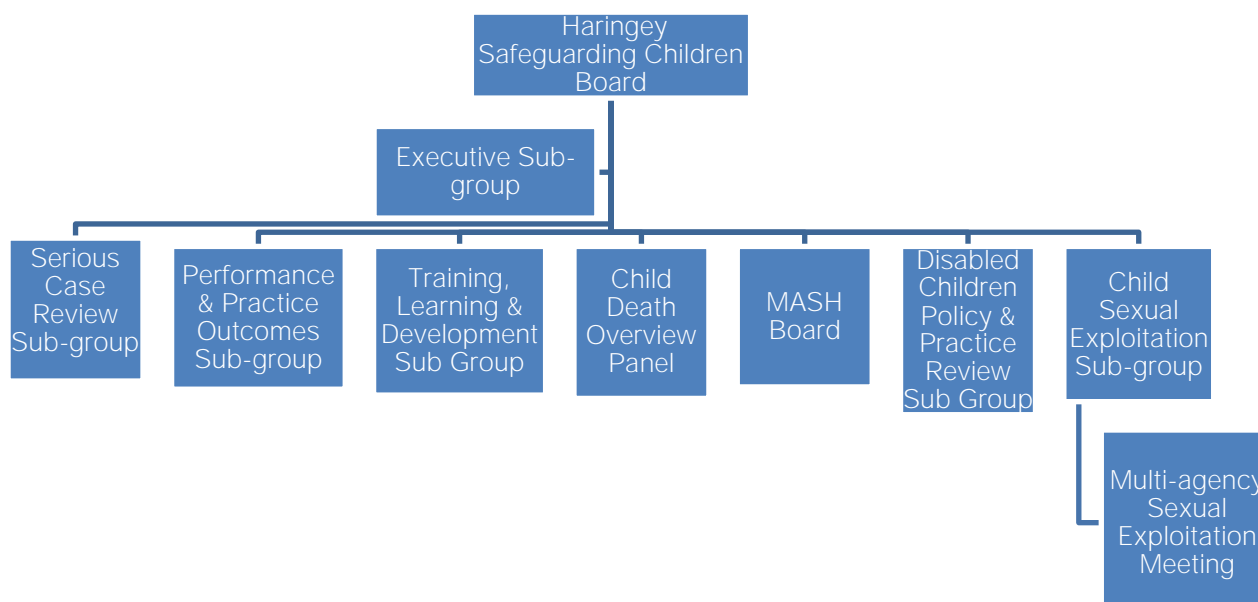 Haringey
Safeguarding Children
Board
Executive Sub-
group
Serious
Case
Review
Sub-group
Performance
& Practice
Outcomes
Sub-group
Training,
Learning &
Development
Sub Group
Child
Death
Overview
Panel
MASH
Board
Disabled
Children
Policy &
Practice
Review
Sub Group
Child
Sexual
Exploitation
Sub-group
Multi-agency
Sexual
Exploitation
Meeting